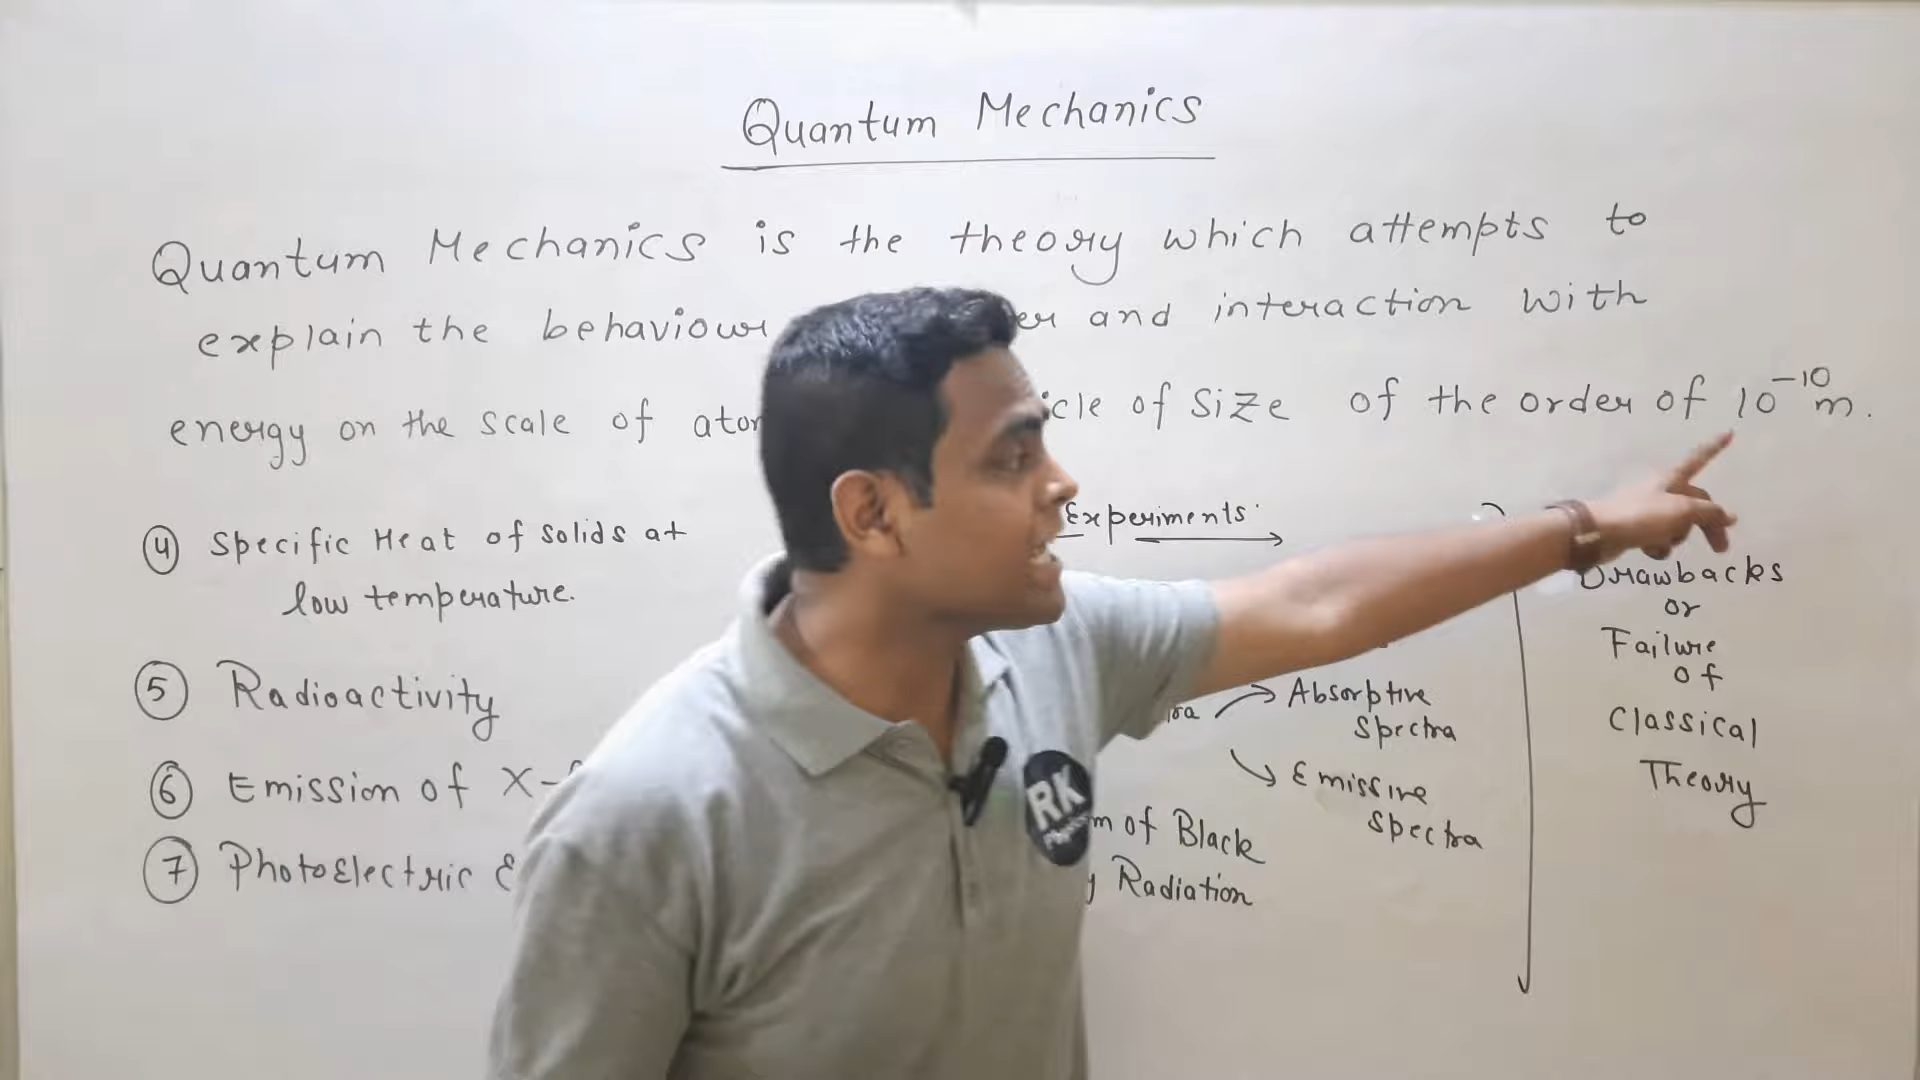 Quantum Mechanics
Quantum Mechanics is the theory which attempts to
explain the behaviour and interaction with
energy on the scale of of size of the order of 10⁻¹⁰ m.
④ Specific Heat of solids at
low temperature.
⑤ Radioactivity
⑥ Emission of X-
⑦ Photoelectric
Experiments
Absorptive
Spectra
Emissive
Spectra
of Black
Radiation
Drawbacks
or
Failure
of
Classical
Theory
RK